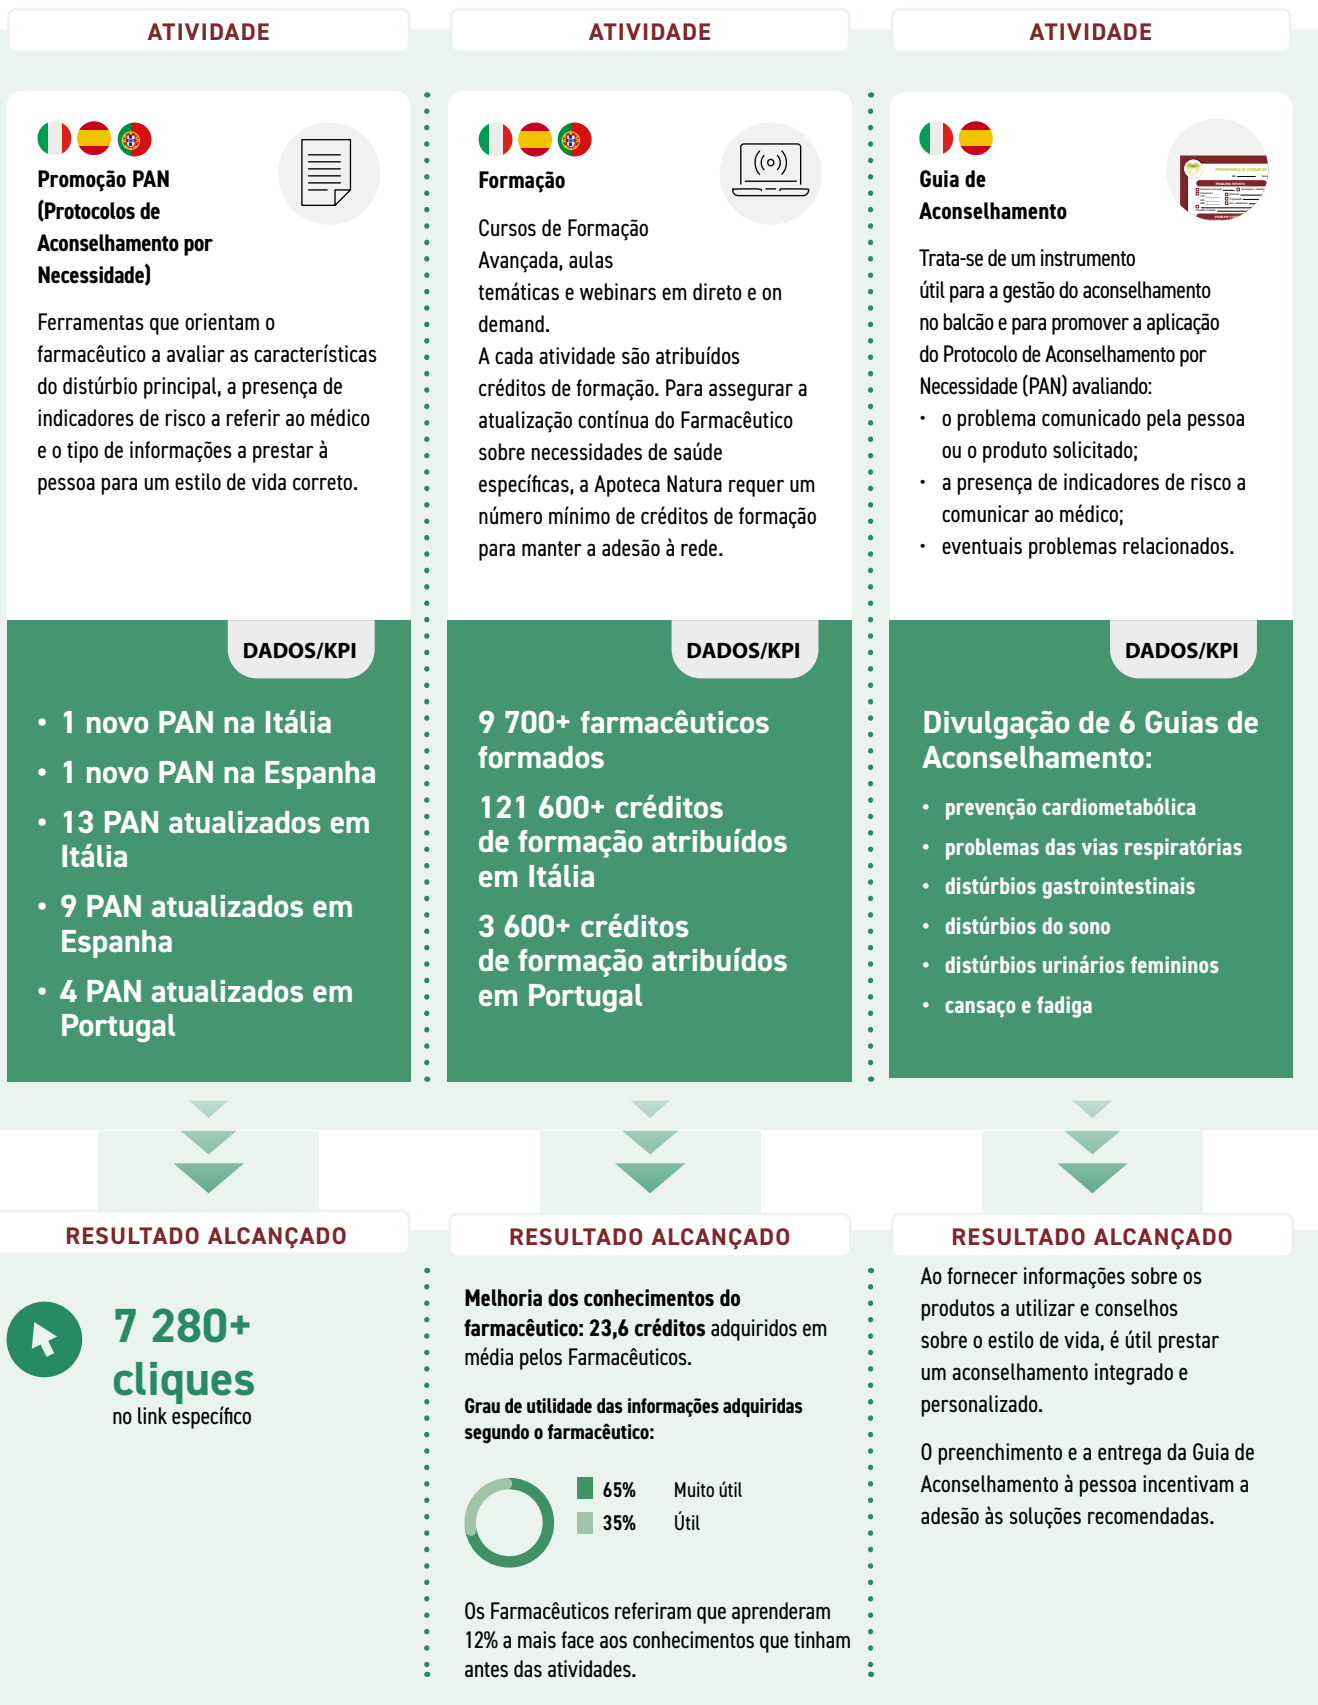 ATIVIDADE
Promoção PAN
(Protocolos de
Aconselhamento por
Necessidade)
Ferramentas que orientam o
farmacêutico a avaliar as características
do distúrbio principal, a presença de
indicadores de risco a referir ao médico
e o tipo de informações a prestar à
pessoa para um estilo de vida correto.
DADOS/KPI
• 1 novo PAN na Itália
• 1 novo PAN na Espanha
• 13 PAN atualizados em
Itália
• 9 PAN atualizados em
Espanha
• 4 PAN atualizados em
Portugal
RESULTADO ALCANÇADO
7 280+
cliques
no link específico
ATIVIDADE
Formação
Cursos de Formação
Avançada, aulas
temáticas e webinars em direto e on
demand.
A cada atividade são atribuídos
créditos de formação. Para assegurar a
atualização contínua do Farmacêutico
sobre necessidades de saúde
específicas, a Apoteca Natura requer um
número mínimo de créditos de formação
para manter a adesão à rede.
DADOS/KPI
9 700+ farmacêuticos
formados
121 600+ créditos
de formação atribuídos
em Itália
3 600+ créditos
de formação atribuídos
em Portugal
RESULTADO ALCANÇADO
Melhoria dos conhecimentos do
farmacêutico: 23,6 créditos adquiridos em
média pelos Farmacêuticos.
Grau de utilidade das informações adquiridas
segundo o farmacêutico:
65% Muito útil
35% Útil
Os Farmacêuticos referiram que aprenderam
12% a mais face aos conhecimentos que tinham
antes das atividades.
ATIVIDADE
Guia de
Aconselhamento
Trata-se de um instrumento
útil para a gestão do aconselhamento
no balcão e para promover a aplicação
do Protocolo de Aconselhamento por
Necessidade (PAN) avaliando:
• o problema comunicado pela pessoa
ou o produto solicitado;
• a presença de indicadores de risco a
comunicar ao médico;
• eventuais problemas relacionados.
DADOS/KPI
Divulgação de 6 Guias de
Aconselhamento:
• prevenção cardiometabólica
• problemas das vias respiratórias
• distúrbios gastrointestinais
• distúrbios do sono
• distúrbios urinários femininos
• cansaço e fadiga
RESULTADO ALCANÇADO
Ao fornecer informações sobre os
produtos a utilizar e conselhos
sobre o estilo de vida, é útil prestar
um aconselhamento integrado e
personalizado.
O preenchimento e a entrega da Guia de
Aconselhamento à pessoa incentivam a
adesão às soluções recomendadas.